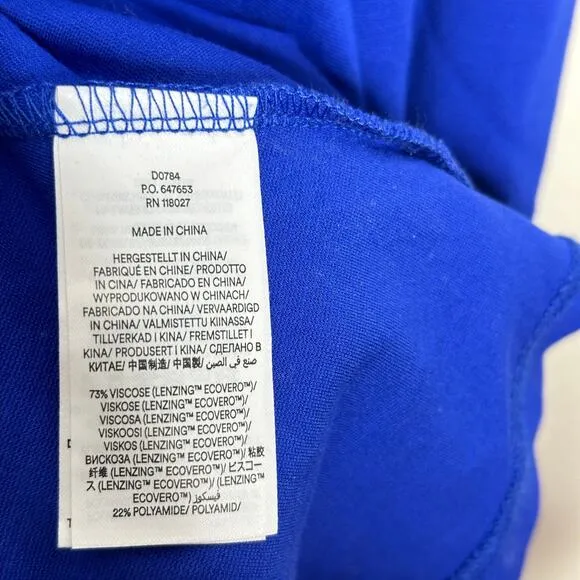 D0784
P.O. 647653
RN 118027
MADE IN CHINA
HERGESTELLT IN CHINA/
FABRIQUÉ EN CHINE/ PRODOTTO
IN CINA/ FABRICADO EN CHINA/
WYPRODUKOWANO W CHINACH/
FABRICADO NA CHINA/ VERVAARDIGD
IN CHINA/ VALMISTETTU KIINASSA/
TILLVERKAD I KINA/ FREMSTILLET I
KINA/ PRODUSERT I KINA/ СДЕЛАНО В
КИТАЕ/ 中国制造/ 中国製/ صنع في الصين
73% VISCOSE (LENZING™ ECOVERO™)/
VISKOSE (LENZING™ ECOVERO™)/
VISCOSA (LENZING™ ECOVERO™)/
VISKOOSI (LENZING™ ECOVERO™)/
VISKOS (LENZING™ ECOVERO™)/
ВИСКОЗА (LENZING™ ECOVERO™)/ 粘胶
纤维 (LENZING™ ECOVERO™)/ ビスコー
ス (LENZING™ ECOVERO™)/ (LENZING™
ECOVERO™) فيسكوز
22% POLYAMIDE/ POLYAMID/